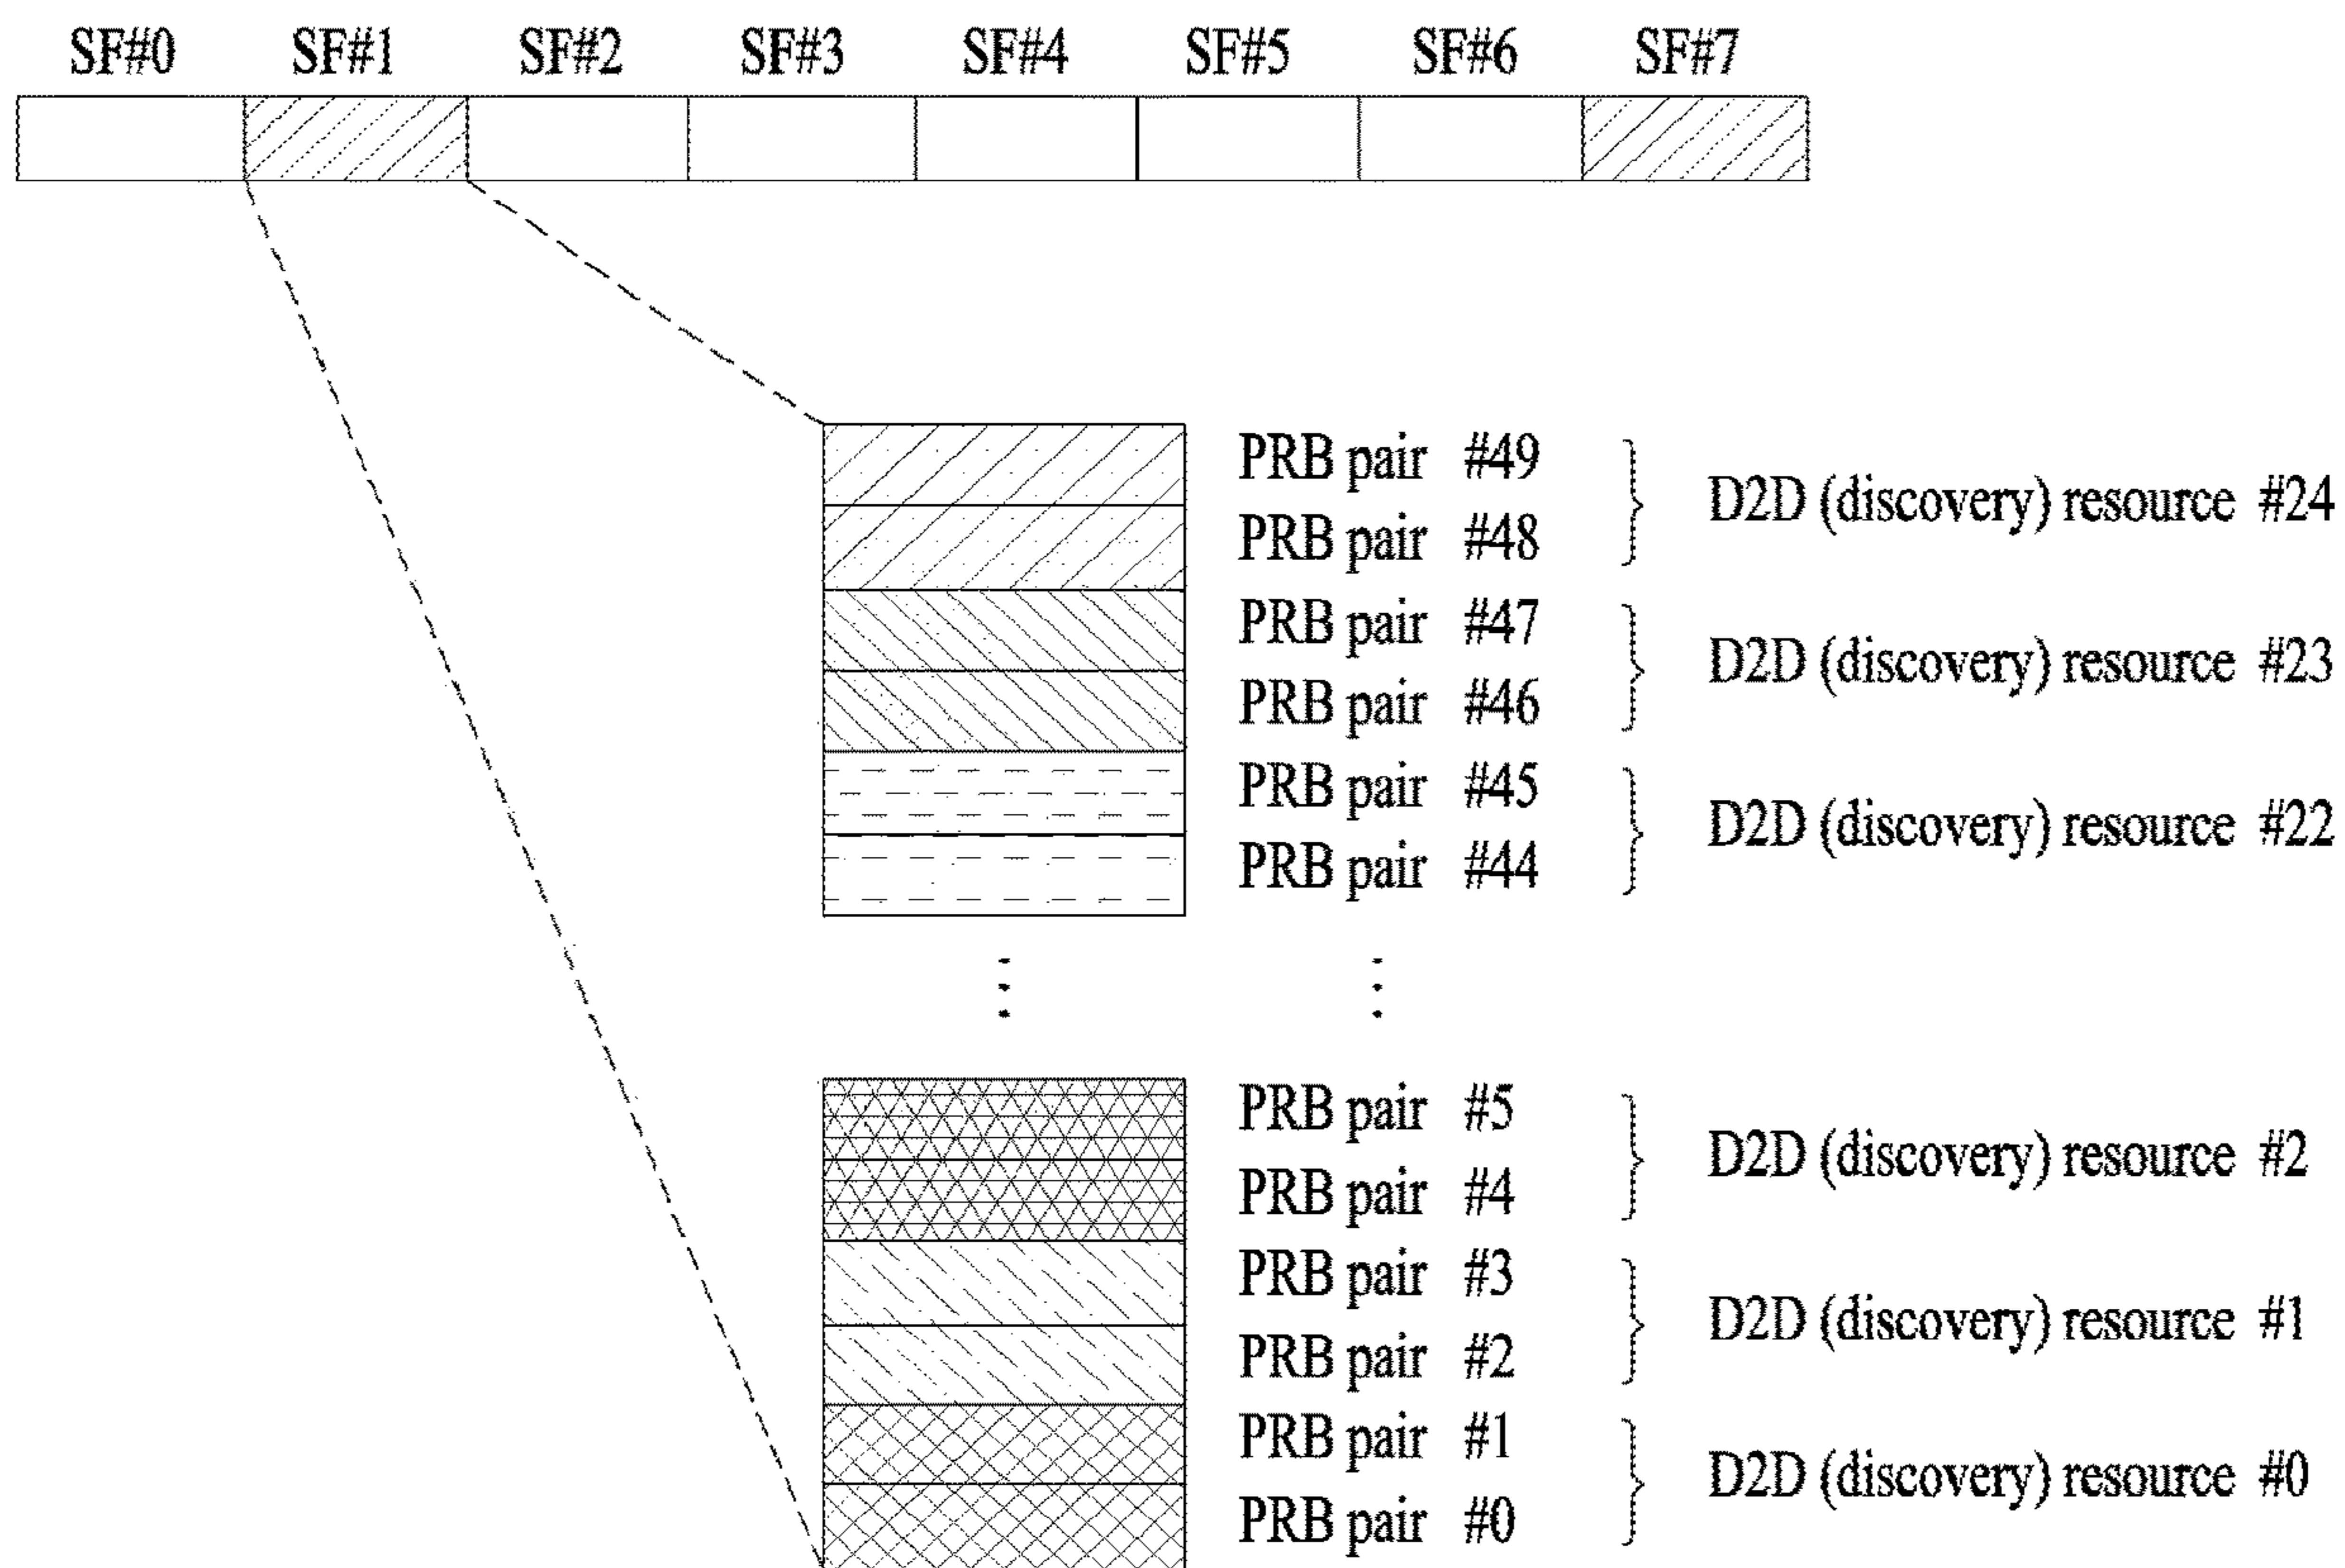 SF#0 SF#1 SF#2 SF#3 SF#4 SF#5 SF#6 SF#7
PRB pair #49
D2D (discovery) resource #24
PRB pair #48
PRB pair #47
D2D (discovery) resource #23
PRB pair #46
PRB pair #45
D2D (discovery) resource #22
PRB pair #44
PRB pair #5
D2D (discovery) resource #2
PRB pair #4
PRB pair #3
D2D (discovery) resource #1
PRB pair #2
PRB pair #1
D2D (discovery) resource #0
PRB pair #0